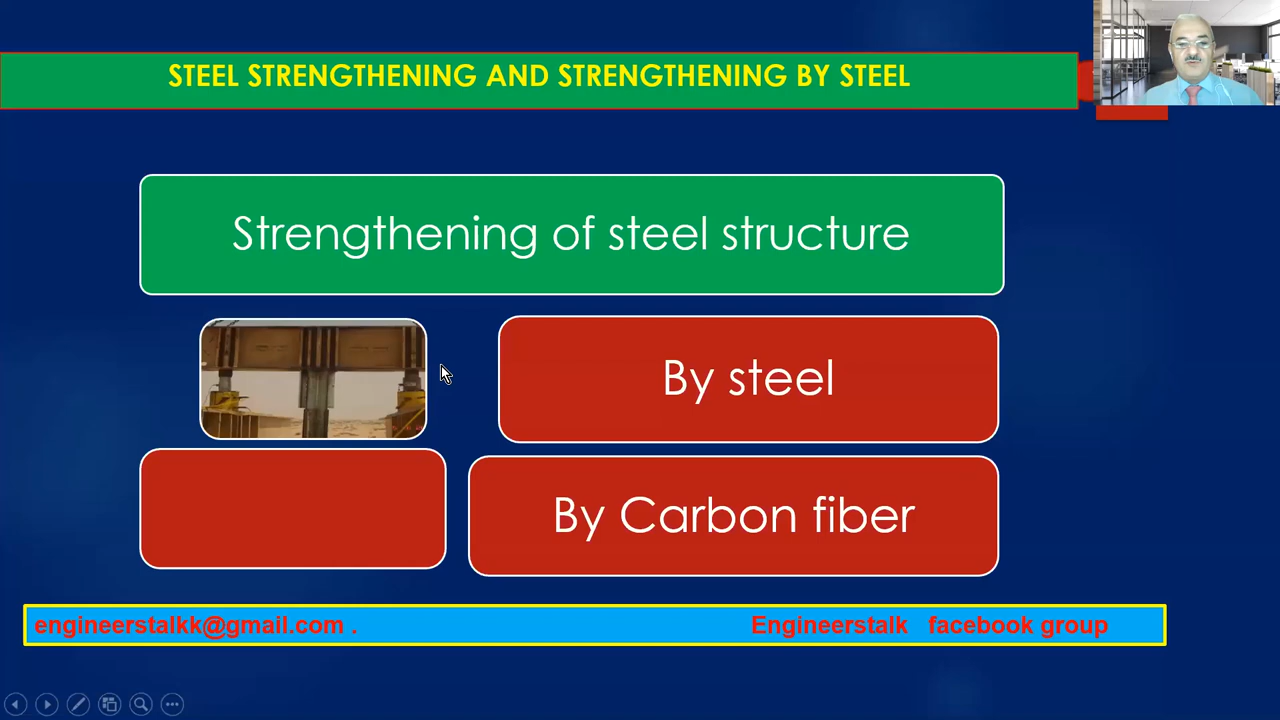 STEEL STRENGTHENING AND STRENGTHENING BY STEEL
Strengthening of steel structure
By steel
By Carbon fiber
engineerstalkk@gmail.com . Engineerstalk facebook group